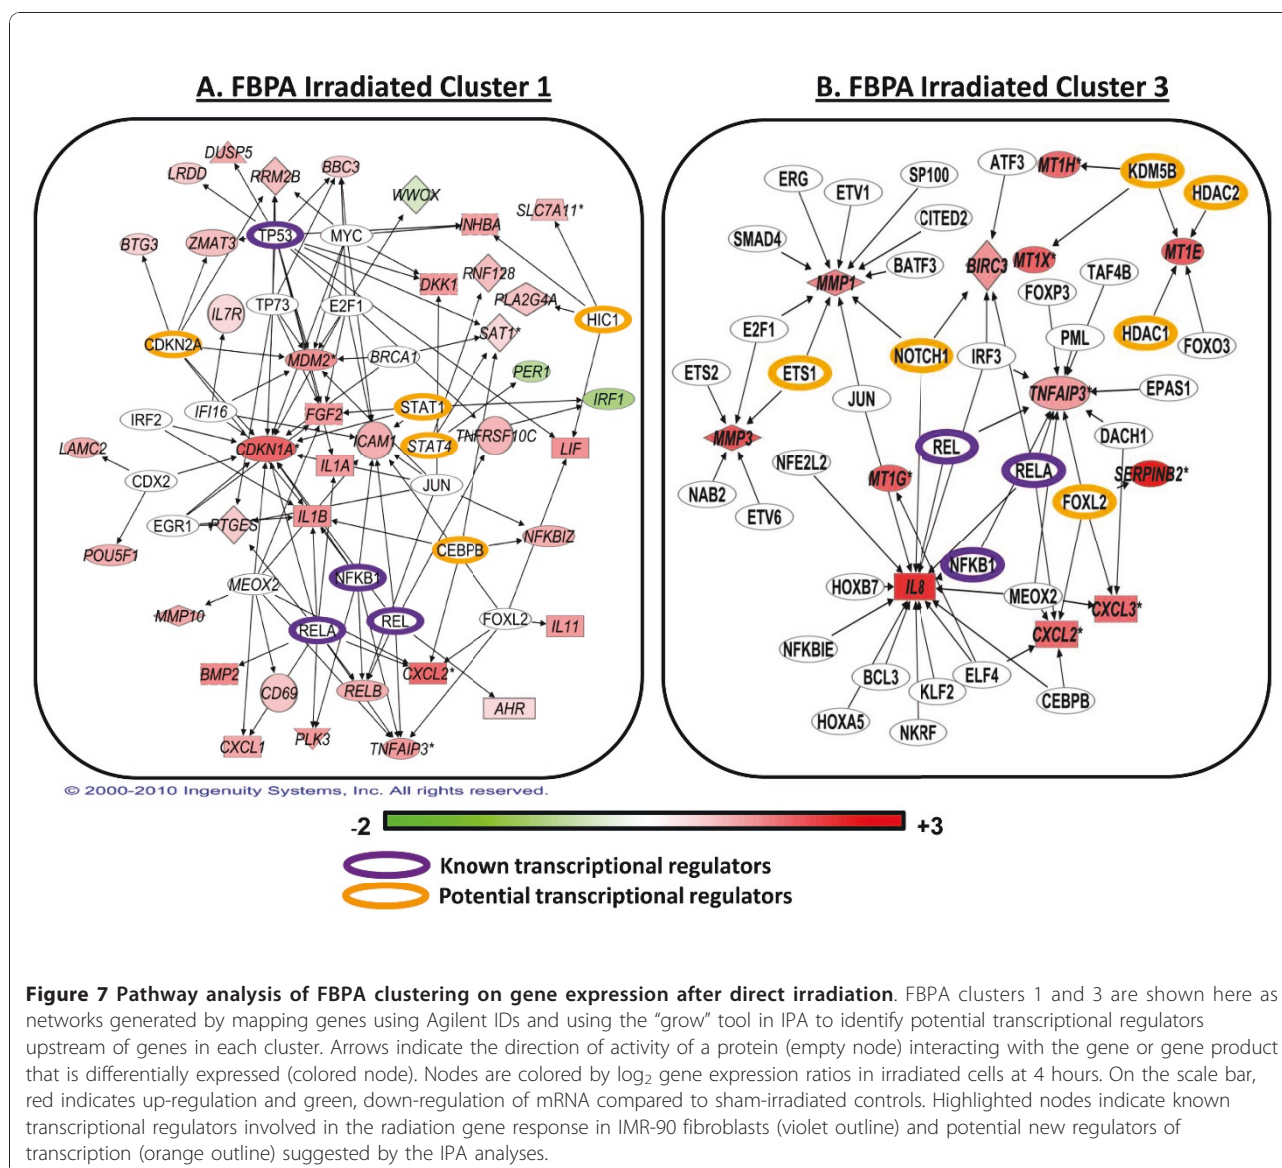 A. FBPA Irradiated Cluster 1
B. FBPA Irradiated Cluster 3
DUSP5
LRDD
RRM2B
BBC3
WWOX
SLC7A11*
BTG3
ZMAT3
TP53
MYC
INHBA
RNF128
DKK1
PLA2G4A
IL7R
TP73
E2F1
HIC1
SAT1*
CDKN2A
MDM2*
BRCA1
PER1
IRF1
IFI16
FGF2
STAT1
IRF2
ICAM1
STAT4
TNFRSF10C
LAMC2
CDKN1A*
IL1A
LIF
CDX2
JUN
EGR1
PTGES
IL1B
NFKBIZ
POU5F1
CEBPB
MEOX2
NFKB1
MMP10
RELA
REL
FOXL2
IL11
BMP2
CD69
RELB
CXCL2*
AHR
CXCL1
PLK3
TNFAIP3*
ERG
ETV1
SP100
ATF3
MT1H*
KDM5B
HDAC2
CITED2
SMAD4
BATF3
BIRC3
MT1X*
MT1E
MMP1
TAF4B
FOXP3
E2F1
PML
HDAC1
FOXO3
NOTCH1
IRF3
ETS2
ETS1
TNFAIP3*
EPAS1
JUN
MMP3
REL
DACH1
NFE2L2
MT1G*
RELA
SERPINB2*
NAB2
FOXL2
ETV6
NFKB1
HOXB7
IL8
MEOX2
CXCL3*
CXCL2*
NFKBIE
BCL3
ELF4
KLF2
CEBPB
HOXA5
NKRF
© 2000-2010 Ingenuity Systems, Inc. All rights reserved.
-2
+3
Known transcriptional regulators
Potential transcriptional regulators
Figure 7 Pathway analysis of FBPA clustering on gene expression after direct irradiation. FBPA clusters 1 and 3 are shown here as
networks generated by mapping genes using Agilent IDs and using the “grow” tool in IPA to identify potential transcriptional regulators
upstream of genes in each cluster. Arrows indicate the direction of activity of a protein (empty node) interacting with the gene or gene product
that is differentially expressed (colored node). Nodes are colored by log2 gene expression ratios in irradiated cells at 4 hours. On the scale bar,
red indicates up-regulation and green, down-regulation of mRNA compared to sham-irradiated controls. Highlighted nodes indicate known
transcriptional regulators involved in the radiation gene response in IMR-90 fibroblasts (violet outline) and potential new regulators of
transcription (orange outline) suggested by the IPA analyses.